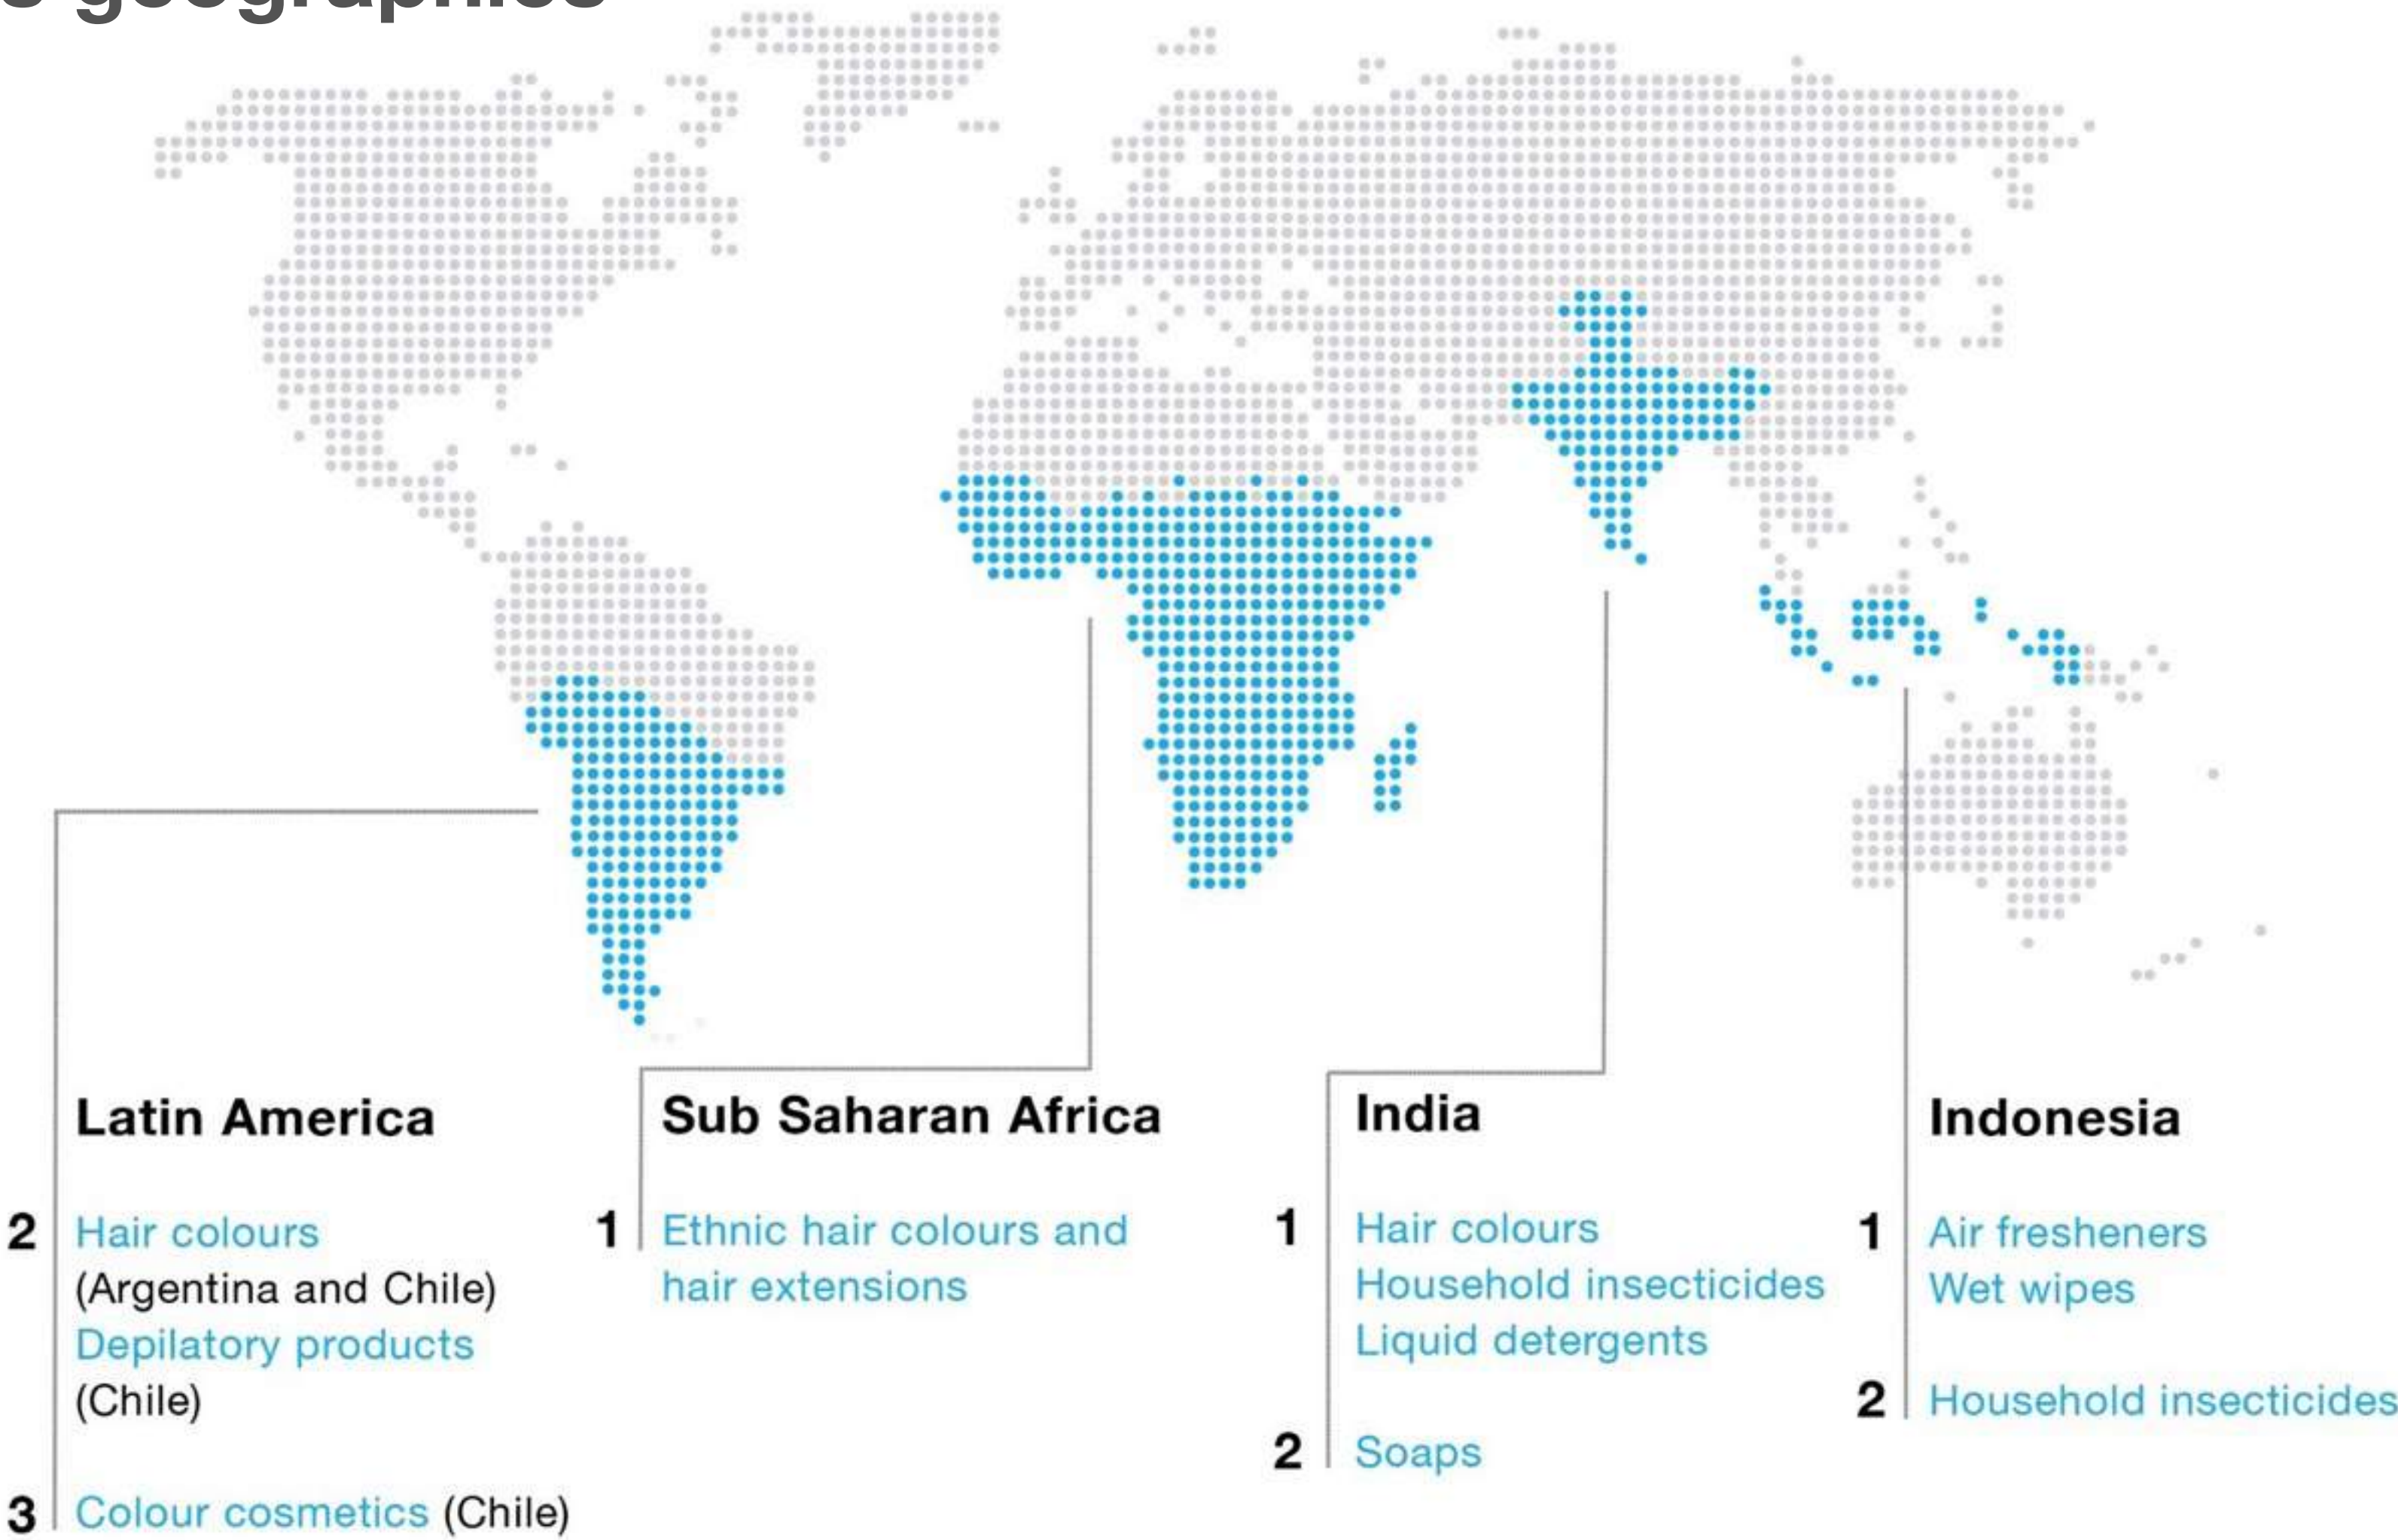 geographies
Latin America
2 Hair colours
(Argentina and Chile)
Depilatory products
(Chile)
3 Colour cosmetics (Chile)
Sub Saharan Africa
1 Ethnic hair colours and
hair extensions
India
1 Hair colours
Household insecticides
Liquid detergents
2 Soaps
Indonesia
1 Air fresheners
Wet wipes
2 Household insecticides